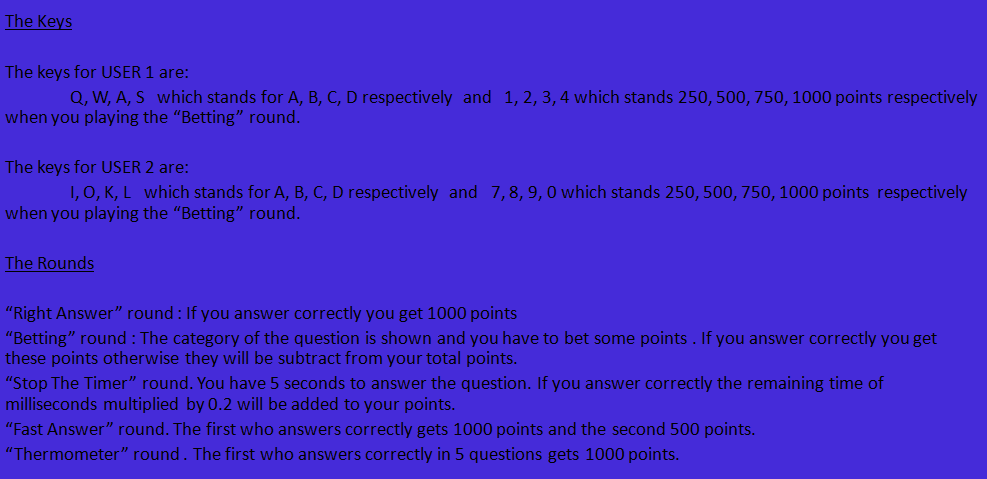 The Keys
The keys for USER 1 are:
Q, W, A, S which stands for A, B, C, D respectively and 1, 2, 3, 4 which stands 250, 500, 750, 1000 points respectively
when you playing the “Betting” round.
The keys for USER 2 are:
I, O, K, L which stands for A, B, C, D respectively and 7, 8, 9, 0 which stands 250, 500, 750, 1000 points respectively
when you playing the “Betting” round.
The Rounds
“Right Answer” round : If you answer correctly you get 1000 points
“Betting” round : The category of the question is shown and you have to bet some points . If you answer correctly you get
these points otherwise they will be subtract from your total points.
“Stop The Timer” round. You have 5 seconds to answer the question. If you answer correctly the remaining time of
milliseconds multiplied by 0.2 will be added to your points.
“Fast Answer” round. The first who answers correctly gets 1000 points and the second 500 points.
“Thermometer” round . The first who answers correctly in 5 questions gets 1000 points.